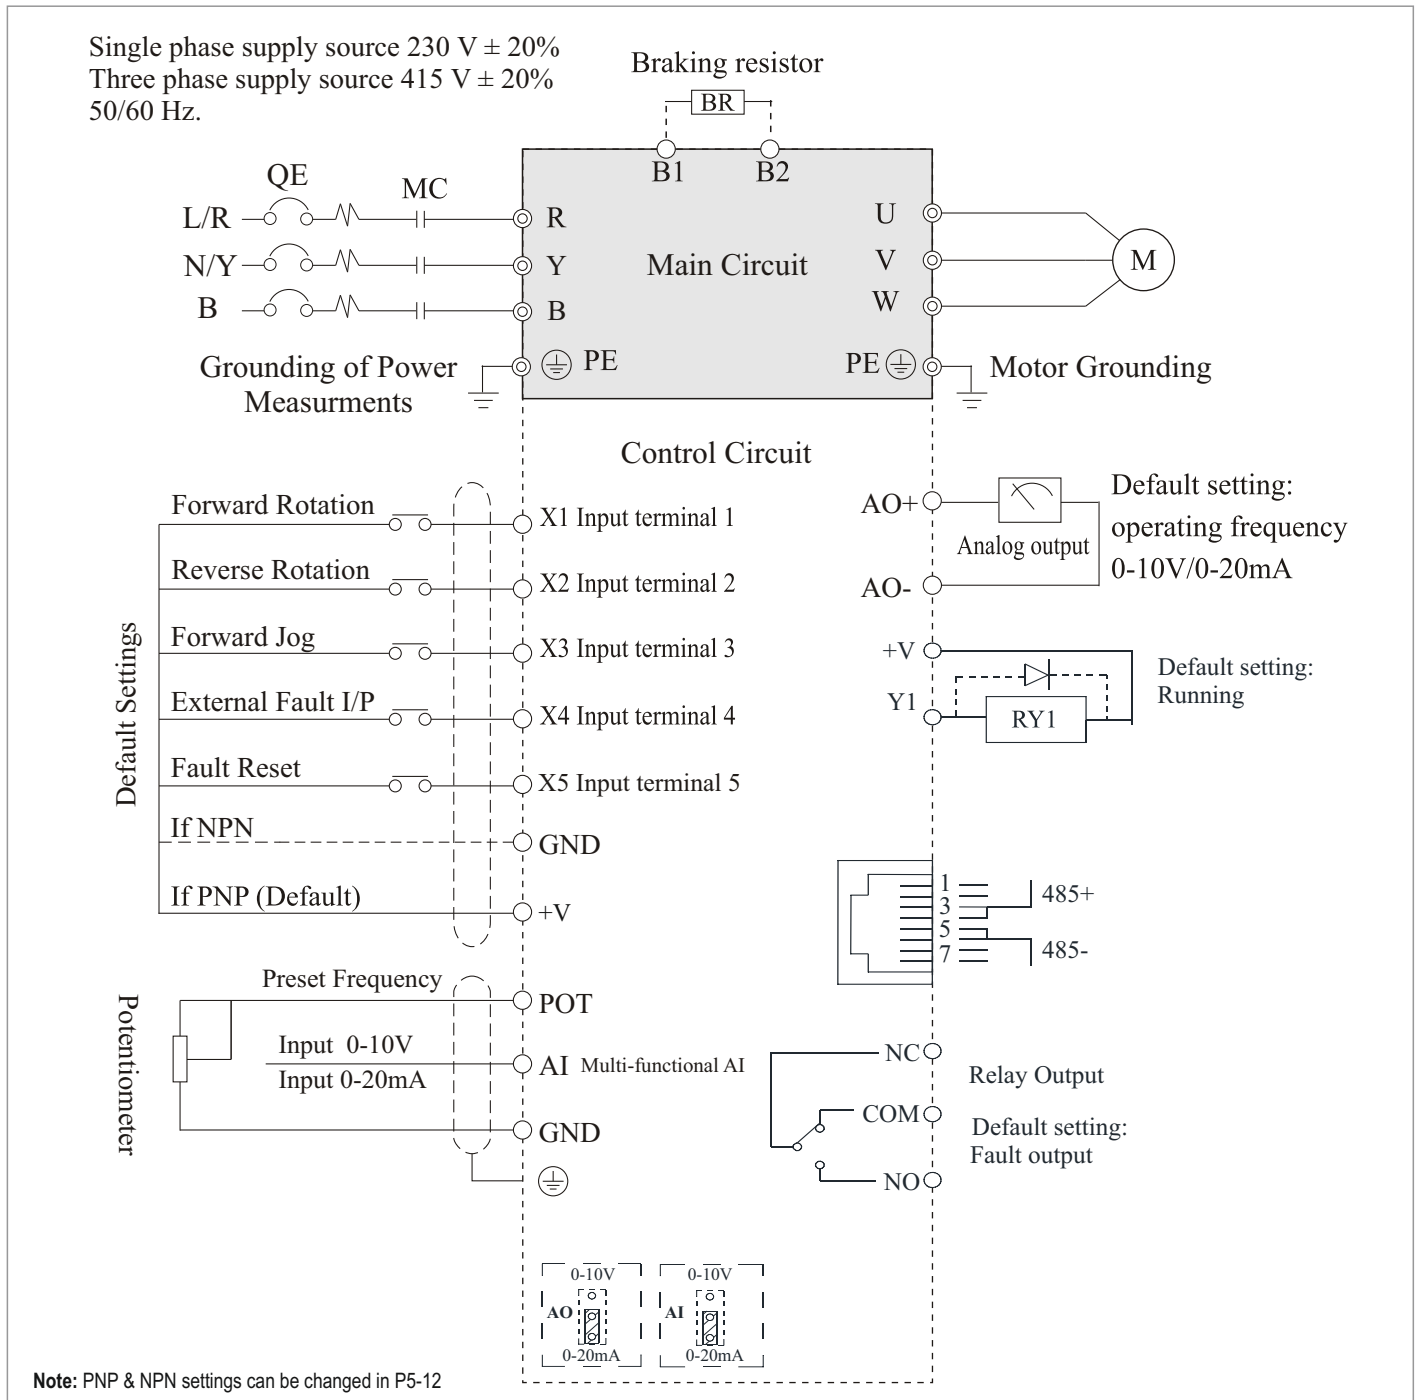 Single phase supply source 230 V ± 20%
Three phase supply source 415 V ± 20%
50/60 Hz.
Braking resistor
BR
B1
B2
QE
MC
L/R
R
U
N/Y
Y
Main Circuit
V
M
B
B
W
Grounding of Power
Measurments
PE
PE
Motor Grounding
Control Circuit
Default Settings
Forward Rotation
X1 Input terminal 1
Reverse Rotation
X2 Input terminal 2
Forward Jog
X3 Input terminal 3
External Fault I/P
X4 Input terminal 4
Fault Reset
X5 Input terminal 5
If NPN
GND
If PNP (Default)
+V
AO+
Analog output
AO-
Default setting:
operating frequency
0-10V/0-20mA
+V
Y1
RY1
Default setting:
Running
1
3
5
7
485+
485-
Potentiometer
Preset Frequency
POT
Input 0-10V
Input 0-20mA
AI Multi-functional AI
GND
NC
Relay Output
COM
Default setting:
Fault output
NO
0-10V
AO
0-20mA
0-10V
AI
0-20mA
Note: PNP & NPN settings can be changed in P5-12